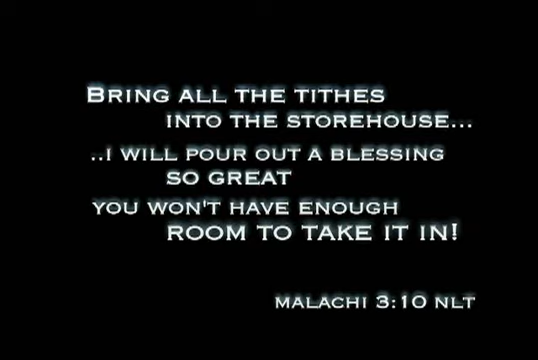 BRING ALL THE TITHES
INTO THE STOREHOUSE...
..I WILL POUR OUT A BLESSING
SO GREAT
YOU WON'T HAVE ENOUGH
ROOM TO TAKE IT IN!
MALACHI 3:10 NLT